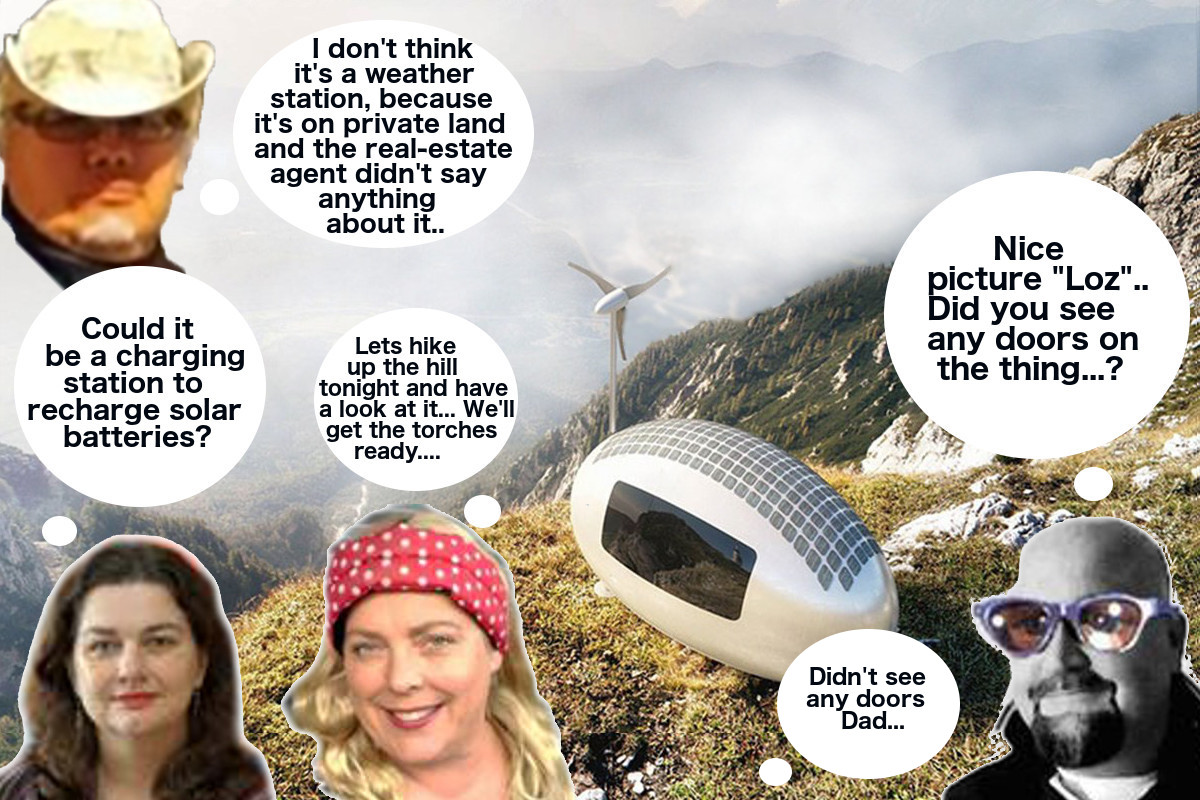 I don't think
it's a weather
station, because
it's on private land
and the real-estate
agent didn't say
anything
about it..
Could it
be a charging
station to
recharge solar
batteries?
Lets hike
up the hill
tonight and have
a look at it... We'll
get the torches
ready....
Nice
picture "Loz"..
Did you see
any doors on
the thing...?
Didn't see
any doors
Dad...